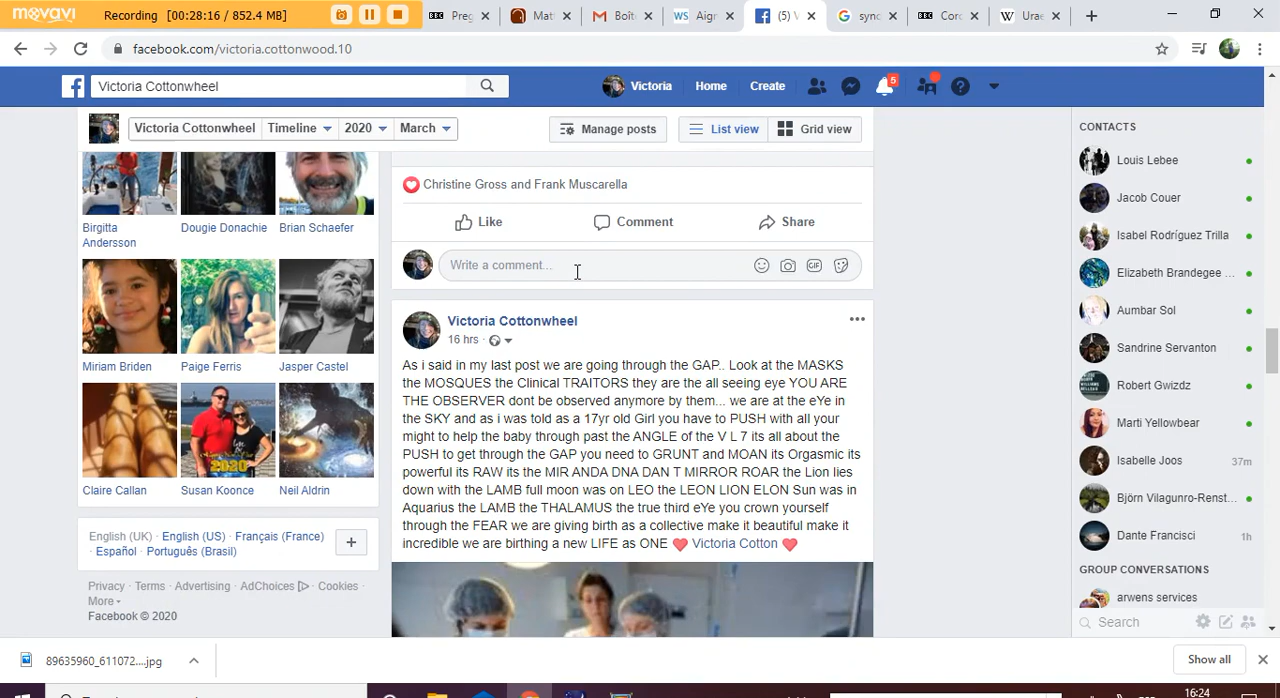 movavi Recording [00:28:16 / 852.4 MB]
Preg
Matt
Boît
WS Aign
(5) V
sync
Corc
W Urae
facebook.com/victoria.cottonwood.10
Victoria Cottonwheel
Victoria Home Create 5
Victoria Cottonwheel Timeline 2020 March Manage posts List view Grid view
CONTACTS
Louis Lebee
Jacob Couer
Isabel Rodríguez Trilla
Elizabeth Brandegee ...
Aumbar Sol
Sandrine Servanton
Robert Gwizdz
Marti Yellowbear
Isabelle Joos 37m
Björn Vilagunro-Renst...
Dante Francisci 1h
GROUP CONVERSATIONS
arwens services
Search
Birgitta
Andersson
Dougie Donachie
Brian Schaefer
Miriam Briden
Paige Ferris
Jasper Castel
2020
Claire Callan
Susan Koonce
Neil Aldrin
English (UK) · English (US) · Français (France)
· Español · Português (Brasil)
Privacy · Terms · Advertising · AdChoices · Cookies ·
More
Facebook © 2020
Christine Gross and Frank Muscarella
Like Comment Share
Write a comment...
GIF
Victoria Cottonwheel
16 hrs ·
As i said in my last post we are going through the GAP.. Look at the MASKS
the MOSQUES the Clinical TRAITORS they are the all seeing eye YOU ARE
THE OBSERVER dont be observed anymore by them... we are at the eYe in
the SKY and as i was told as a 17yr old Girl you have to PUSH with all your
might to help the baby through past the ANGLE of the V L 7 its all about the
PUSH to get through the GAP you need to GRUNT and MOAN its Orgasmic its
powerful its RAW its the MIR ANDA DNA DAN T MIRROR ROAR the Lion lies
down with the LAMB full moon was on LEO the LEON LION ELON Sun was in
Aquarius the LAMB the THALAMUS the true third eYe you crown yourself
through the FEAR we are giving birth as a collective make it beautiful make it
incredible we are birthing a new LIFE as ONE Victoria Cotton
89635960_611072....jpg
Show all
16:24